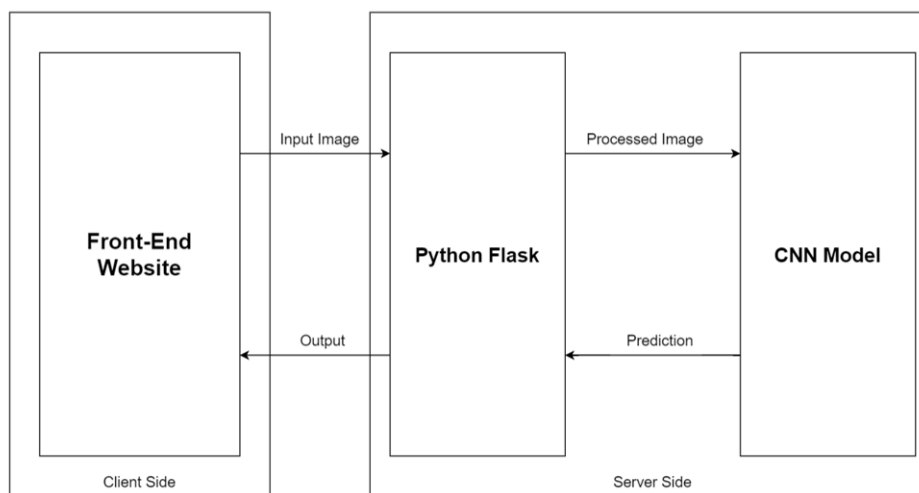 Input Image
Processed Image
Front-End
Website
Python Flask
CNN Model
Output
Prediction
Client Side
Server Side